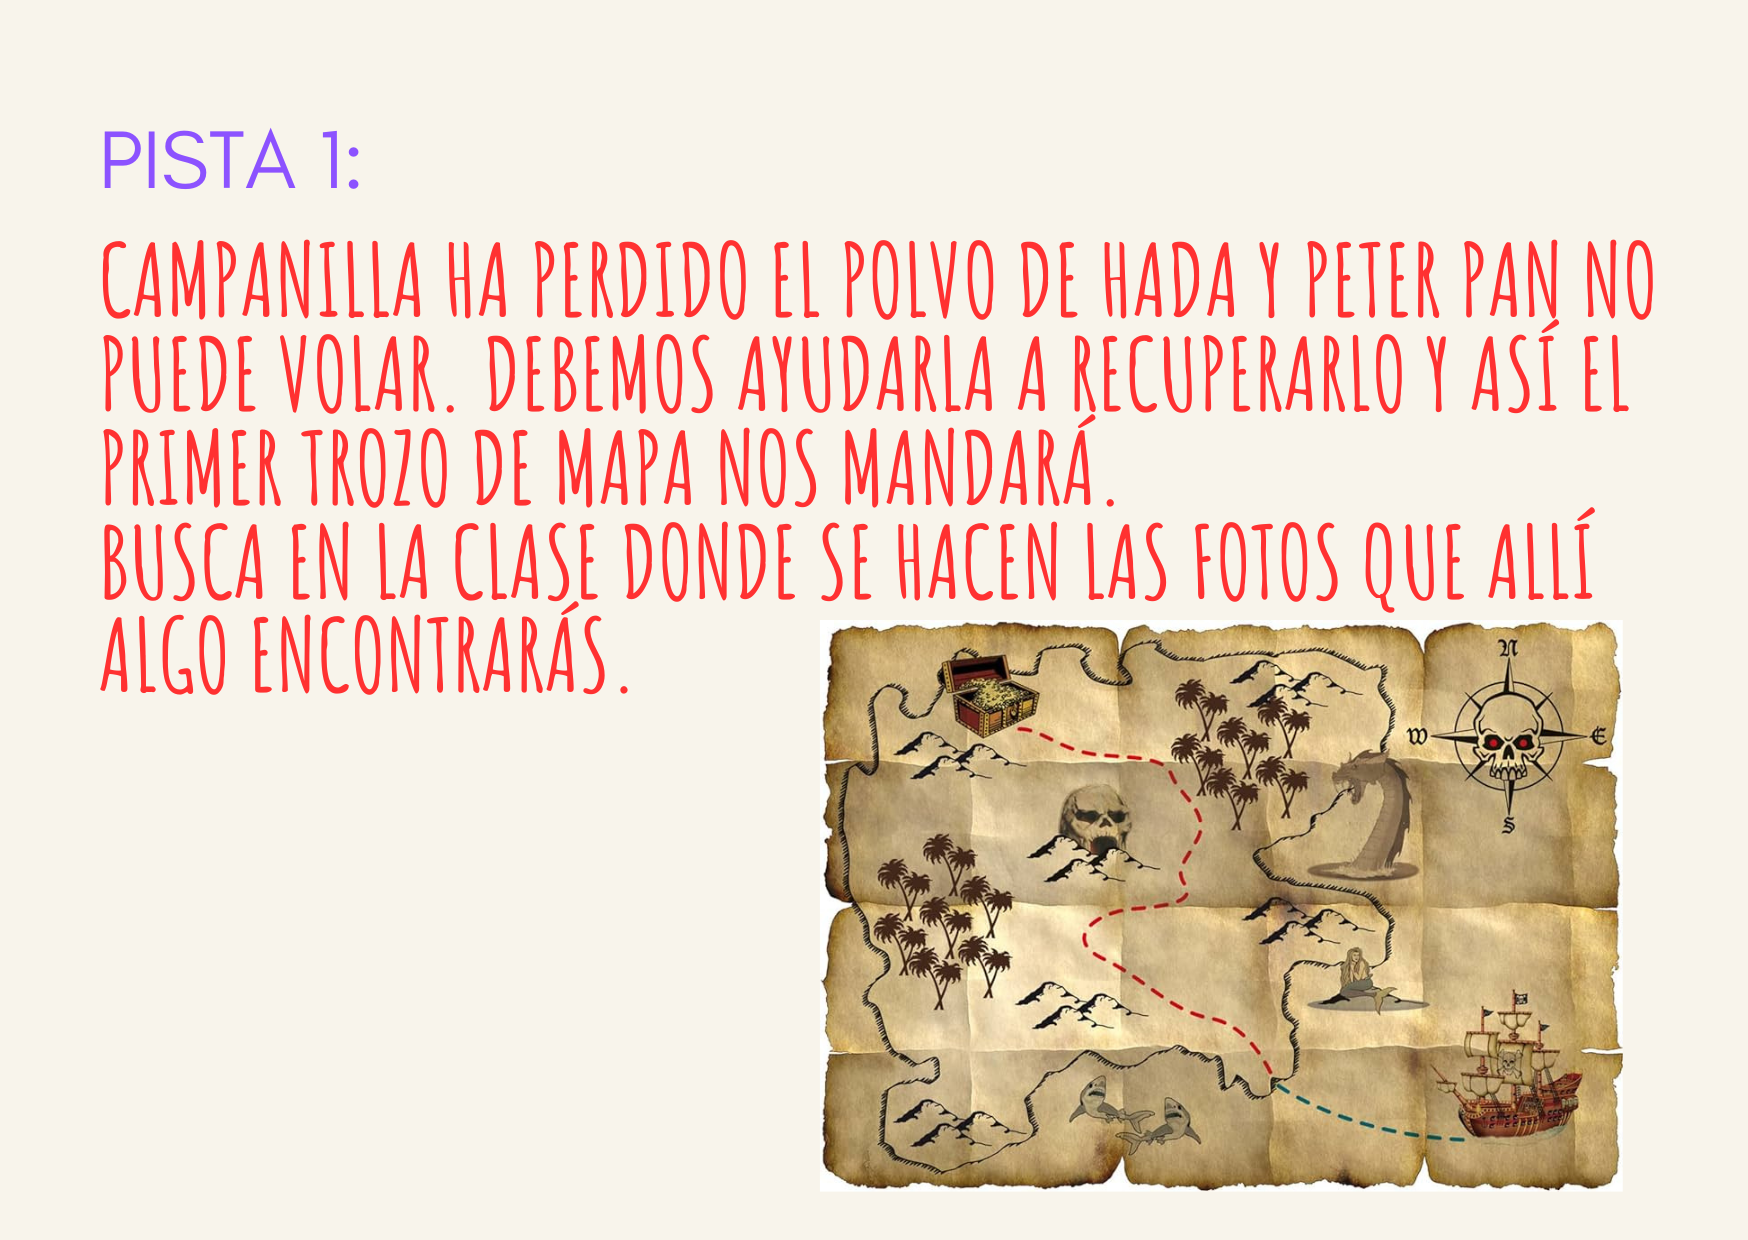 PISTA 1:
CAMPANILLA HA PERDIDO EL POLVO DE HADA Y PETER PAN NO
PUEDE VOLAR. DEBEMOS AYUDARLA A RECUPERARLO Y ASÍ EL
PRIMER TROZO DE MAPA NOS MANDARÁ.
BUSCA EN LA CLASE DONDE SE HACEN LAS FOTOS QUE ALLÍ
ALGO ENCONTRARÁS.
N
W E
S